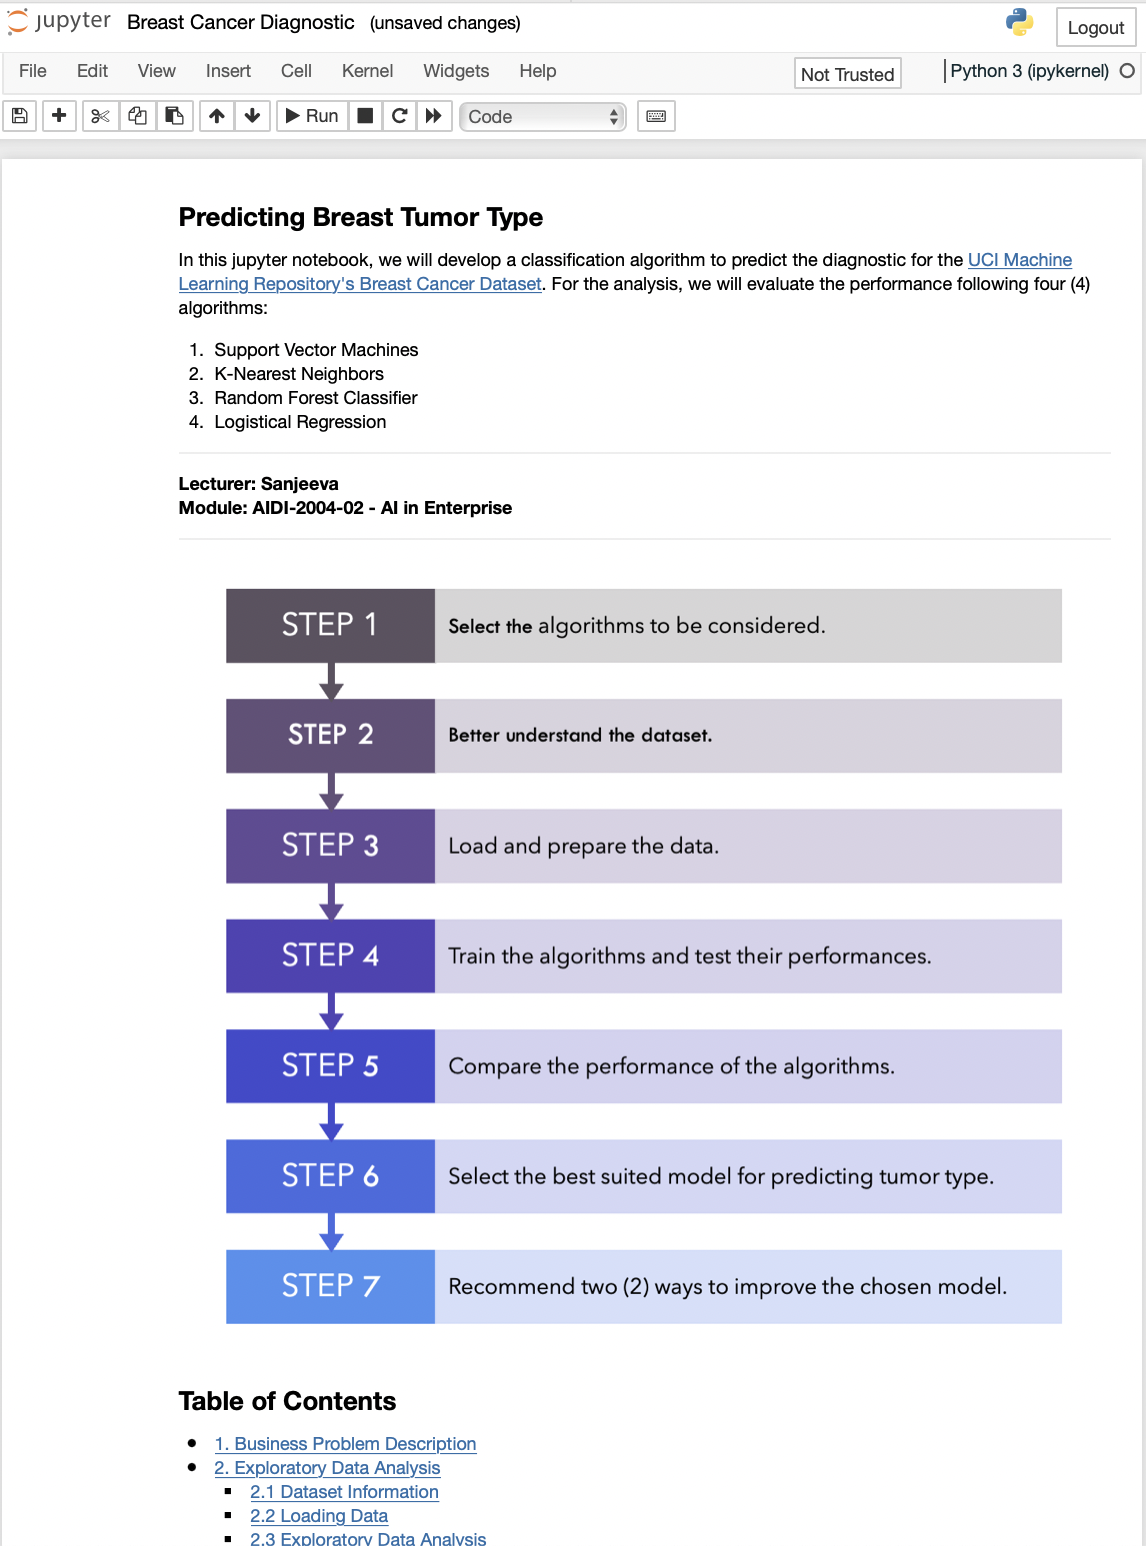 jupyter Breast Cancer Diagnostic (unsaved changes)
Logout
File Edit View Insert Cell Kernel Widgets Help
Not Trusted
Python 3 (ipykernel)
Run
Code
Predicting Breast Tumor Type
In this jupyter notebook, we will develop a classification algorithm to predict the diagnostic for the UCI Machine
Learning Repository's Breast Cancer Dataset. For the analysis, we will evaluate the performance following four (4)
algorithms:
1. Support Vector Machines
2. K-Nearest Neighbors
3. Random Forest Classifier
4. Logistical Regression
Lecturer: Sanjeeva
Module: AIDI-2004-02 - AI in Enterprise
STEP 1 Select the algorithms to be considered.
STEP 2 Better understand the dataset.
STEP 3 Load and prepare the data.
STEP 4 Train the algorithms and test their performances.
STEP 5 Compare the performance of the algorithms.
STEP 6 Select the best suited model for predicting tumor type.
STEP 7 Recommend two (2) ways to improve the chosen model.
Table of Contents
1. Business Problem Description
2. Exploratory Data Analysis
2.1 Dataset Information
2.2 Loading Data
2.3 Exploratory Data Analysis